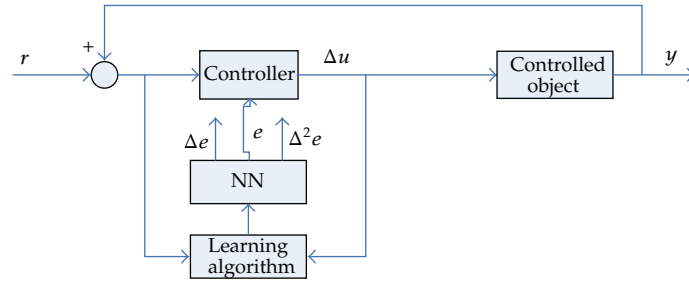 +
r
Controller
Δu
Controlled
object
y
Δe
e
Δ²e
NN
Learning
algorithm